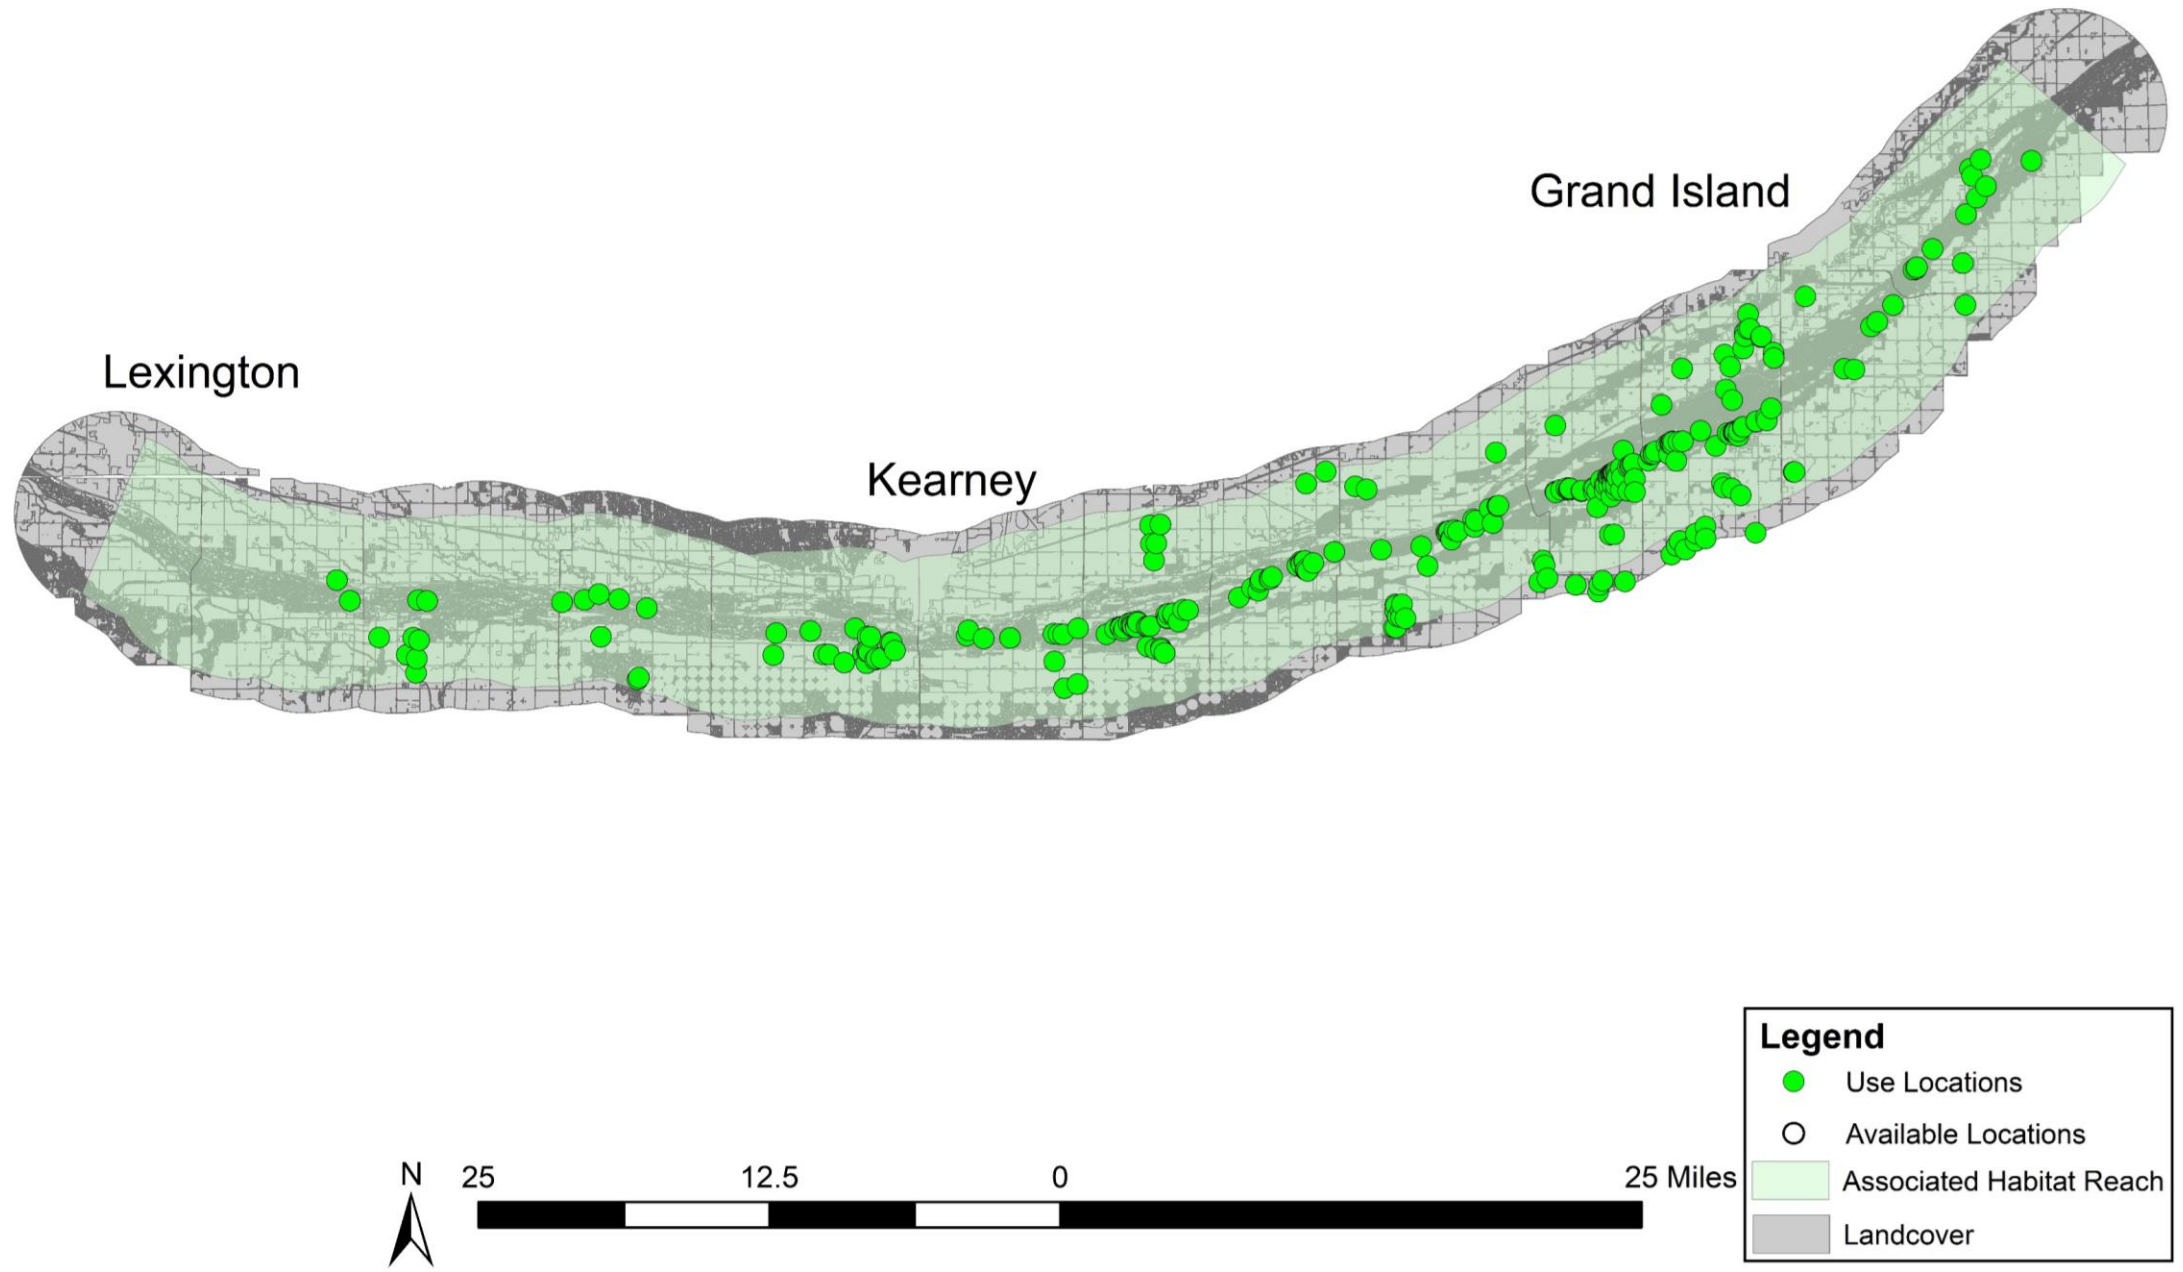 Grand Island
Lexington
Kearney
Legend
Use Locations
Available Locations
Associated Habitat Reach
Landcover
N
25 12.5 0 25 Miles